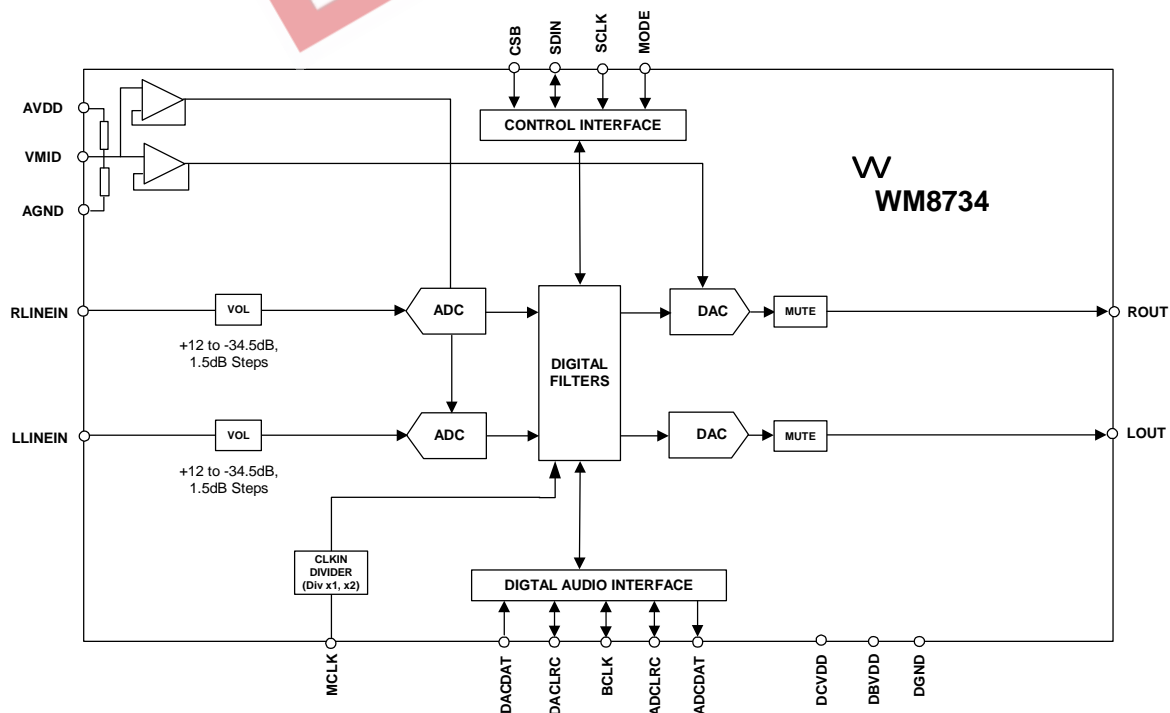 CSB
SDIN
SCLK
MODE
AVDD
VMID
AGND
CONTROL INTERFACE
W
WM8734
RLINEIN
VOL
+12 to -34.5dB,
1.5dB Steps
ADC
DIGITAL
FILTERS
DAC
MUTE
ROUT
LLINEIN
VOL
+12 to -34.5dB,
1.5dB Steps
ADC
DAC
MUTE
LOUT
CLKIN
DIVIDER
(Div x1, x2)
DIGTAL AUDIO INTERFACE
MCLK
DACDAT
DACLRC
BCLK
ADCLRC
ADCDAT
DCVDD
DBVDD
DGND